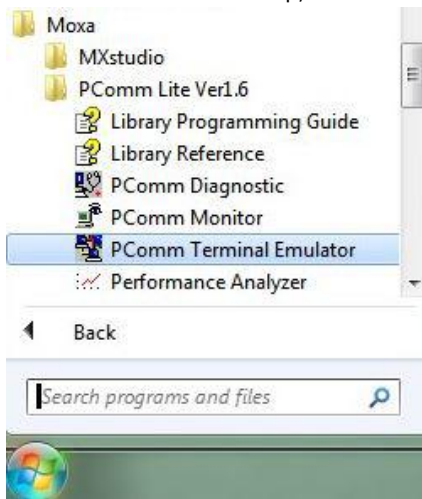 Moxa
MXstudio
PComm Lite Ver1.6
Library Programming Guide
Library Reference
PComm Diagnostic
PComm Monitor
PComm Terminal Emulator
Performance Analyzer
Back
Search programs and files